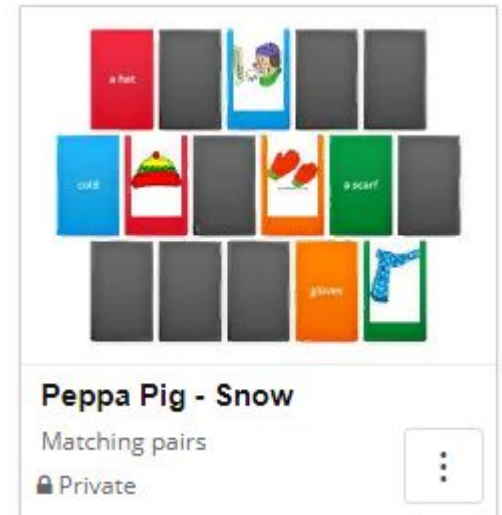 a hat
cold
a scarf
gloves
Peppa Pig - Snow
Matching pairs
Private